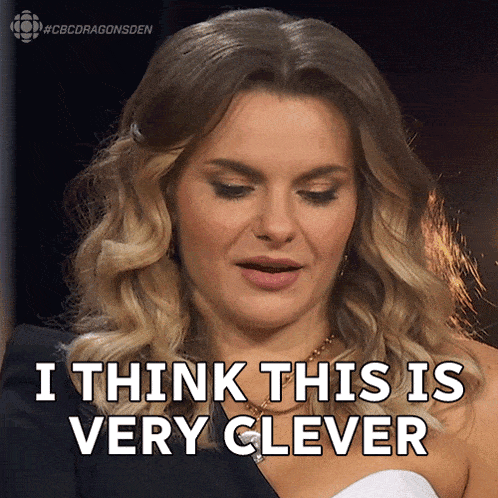 #CBCDRAGONSDEN
I THINK THIS IS
VERY CLEVER